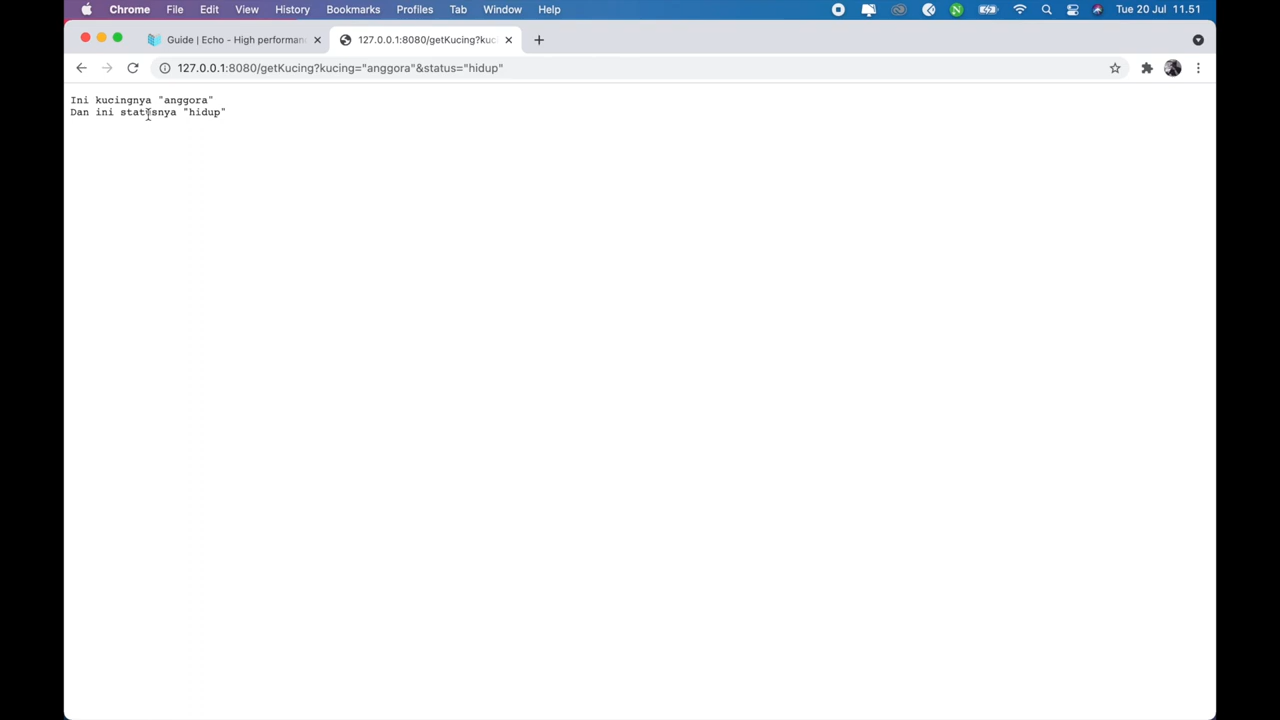 Chrome File Edit View History Bookmarks Profiles Tab Window Help Tue 20 Jul 11.51
Guide | Echo - High performan 127.0.0.1:8080/getKucing?kuc
127.0.0.1:8080/getKucing?kucing="anggora"&status="hidup"
Ini kucingnya "anggora"
Dan ini statusnya "hidup"